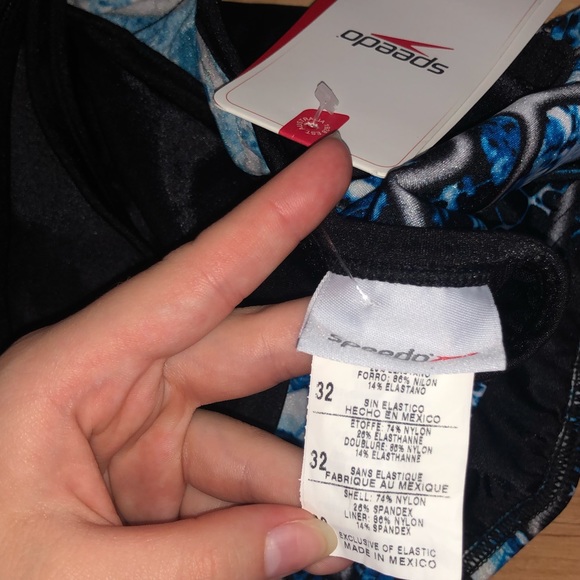 speedo
speedo
FORRO: 86% NILON
14% ELASTANO
32
SIN ELASTICO
HECHO EN MEXICO
ETOFFE: 74% NYLON
26% ELASTHANNE
DOUBLURE: 86% NYLON
14% ELASTHANNE
32
SANS ELASTIQUE
FABRIQUE AU MEXIQUE
SHELL: 74% NYLON
26% SPANDEX
LINER: 86% NYLON
14% SPANDEX
EXCLUSIVE OF ELASTIC
MADE IN MEXICO